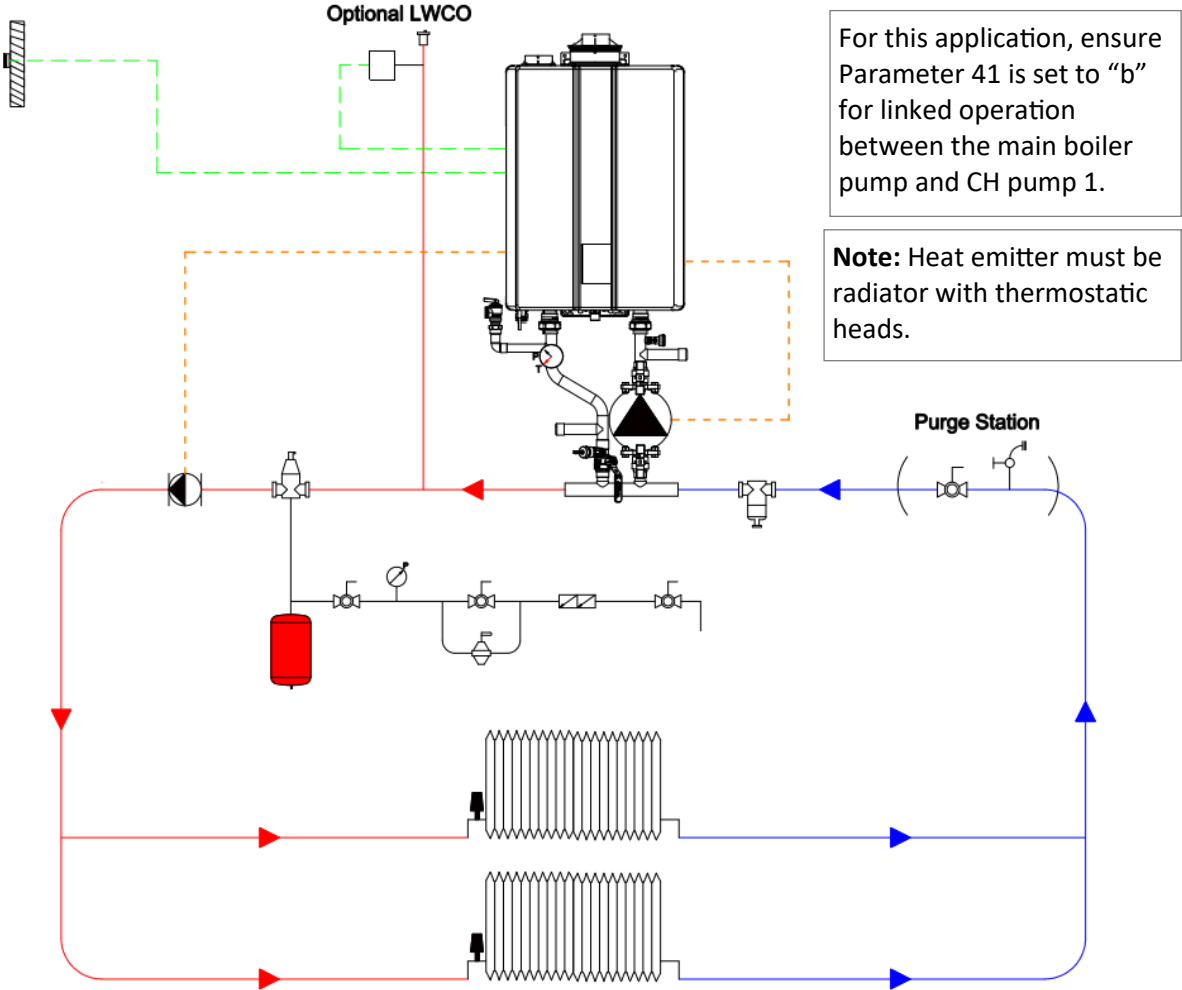 Optional LWCO
For this application, ensure
Parameter 41 is set to “b”
for linked operation
between the main boiler
pump and CH pump 1.
Note: Heat emitter must be
radiator with thermostatic
heads.
P
T
Purge Station
P